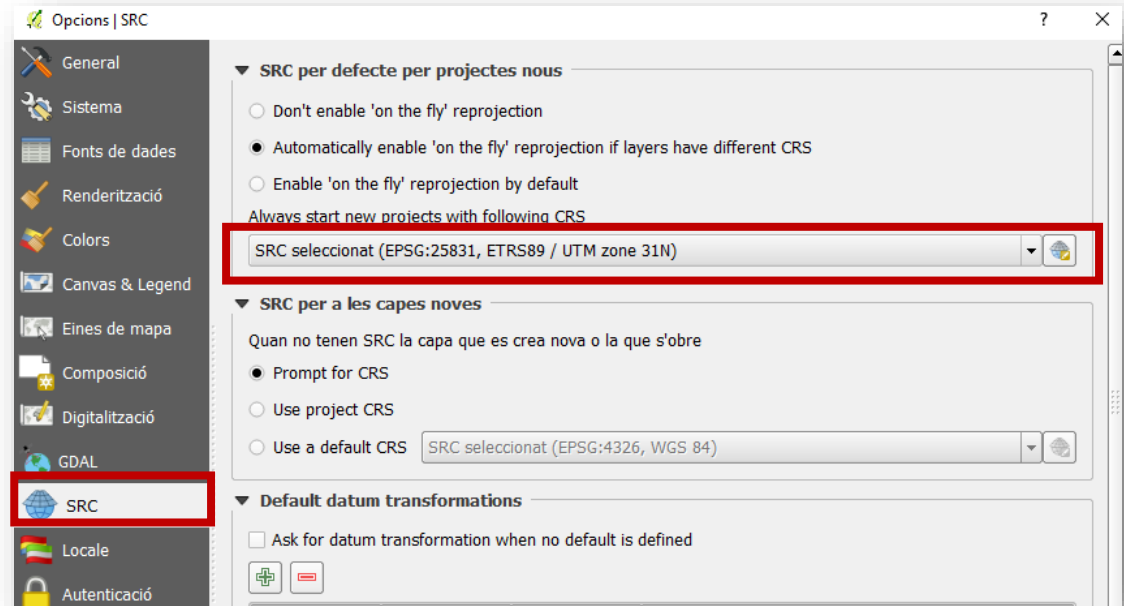 Opcions | SRC
?
General
Sistema
Fonts de dades
Renderització
Colors
Canvas & Legend
Eines de mapa
Composició
Digitalització
GDAL
SRC
Locale
Autenticació
SRC per defecte per projectes nous
Don't enable 'on the fly' reprojection
Automatically enable 'on the fly' reprojection if layers have different CRS
Enable 'on the fly' reprojection by default
Always start new projects with following CRS
SRC seleccionat (EPSG:25831, ETRS89 / UTM zone 31N)
SRC per a les capes noves
Quan no tenen SRC la capa que es crea nova o la que s'obre
Prompt for CRS
Use project CRS
Use a default CRS SRC seleccionat (EPSG:4326, WGS 84)
Default datum transformations
Ask for datum transformation when no default is defined